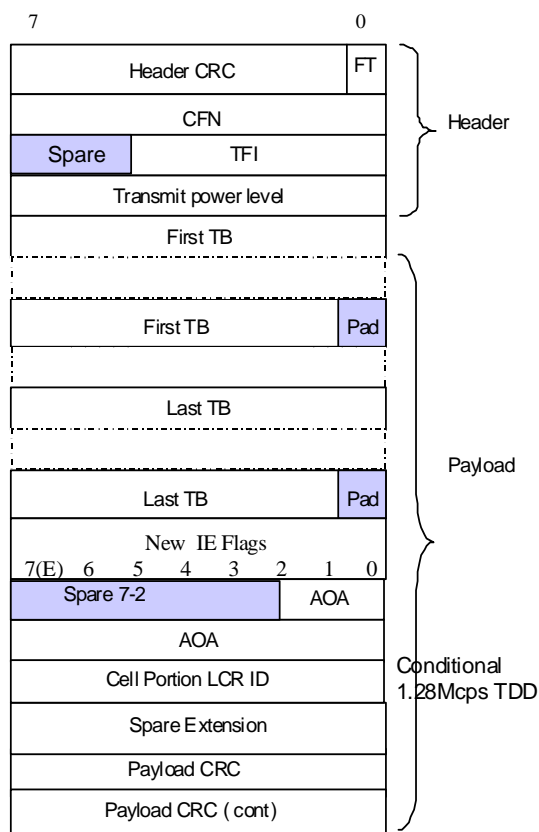 7 0
Header CRC FT
CFN
Header
Spare TFI
Transmit power level
First TB
First TB Pad
Last TB
Payload
Last TB Pad
New IE Flags
7(E) 6 5 4 3 2 1 0
Spare 7-2 AOA
AOA
Conditional
1.28Mcps TDD
Cell Portion LCR ID
Spare Extension
Payload CRC
Payload CRC ( cont)